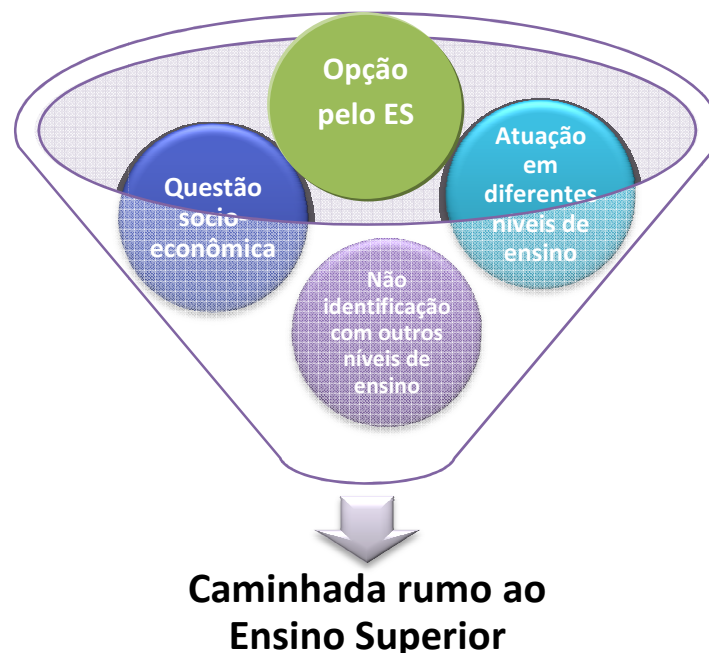 Opção
pelo ES
Questão
socio-
econômica
Atuação
em
diferentes
níveis de
ensino
Não
identificação
com outros
níveis de
ensino
Caminhada rumo ao
Ensino Superior